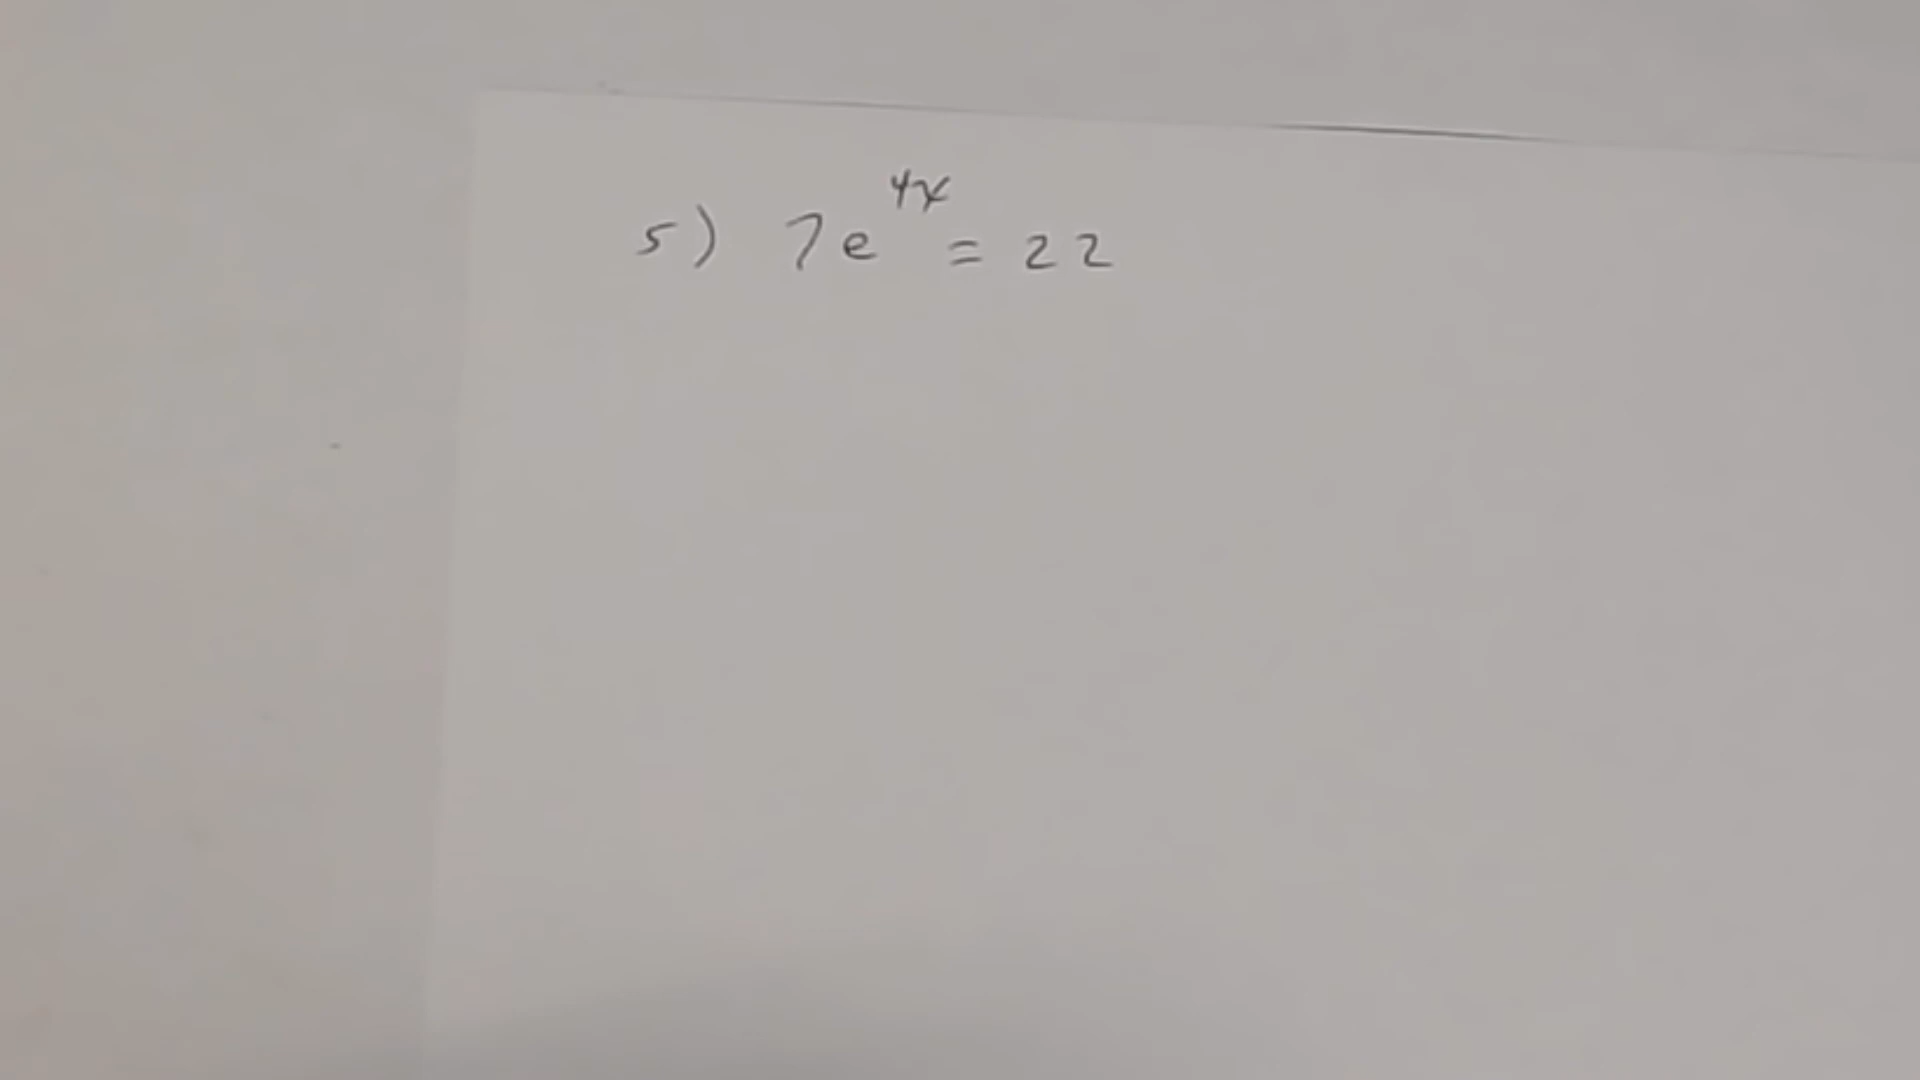 5) 7e^{4x} = 22